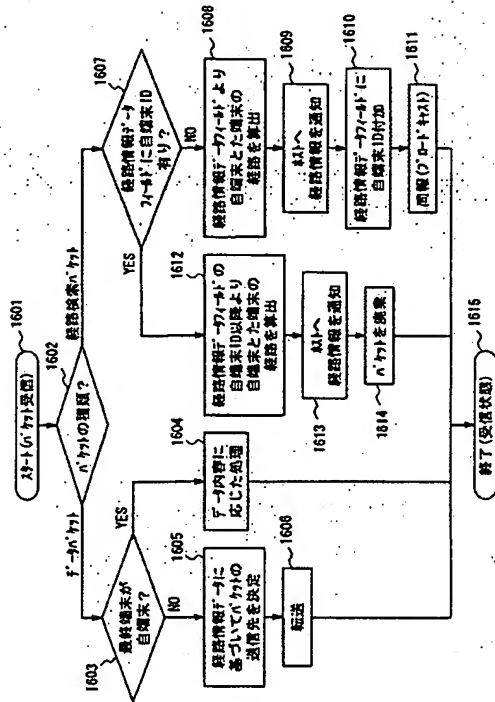 1601
スタート(パケット受信)
1602
パケットの種類?
データパケット
経路検索パケット
1603
最終端末が
自端末?
YES
NO
1604
データ内容に
応じた処理
1605
経路情報データに
基づいてパケットの
送信先を決定
1606
転送
1607
経路情報データ
フィールドに自端末ID
有り?
YES
NO
1612
経路情報データフィールドの
自端末ID以降より
自端末とた端末の
経路を算出
1613
ホストへ
経路情報を通知
1614
パケットを廃棄
1608
経路情報データフィールドより
自端末とた端末の
経路を算出
1609
ホストへ
経路情報を通知
1610
経路情報データフィールドに
自端末ID付加
1611
同報(ブロードキャスト)
1615
終了(受信状態)